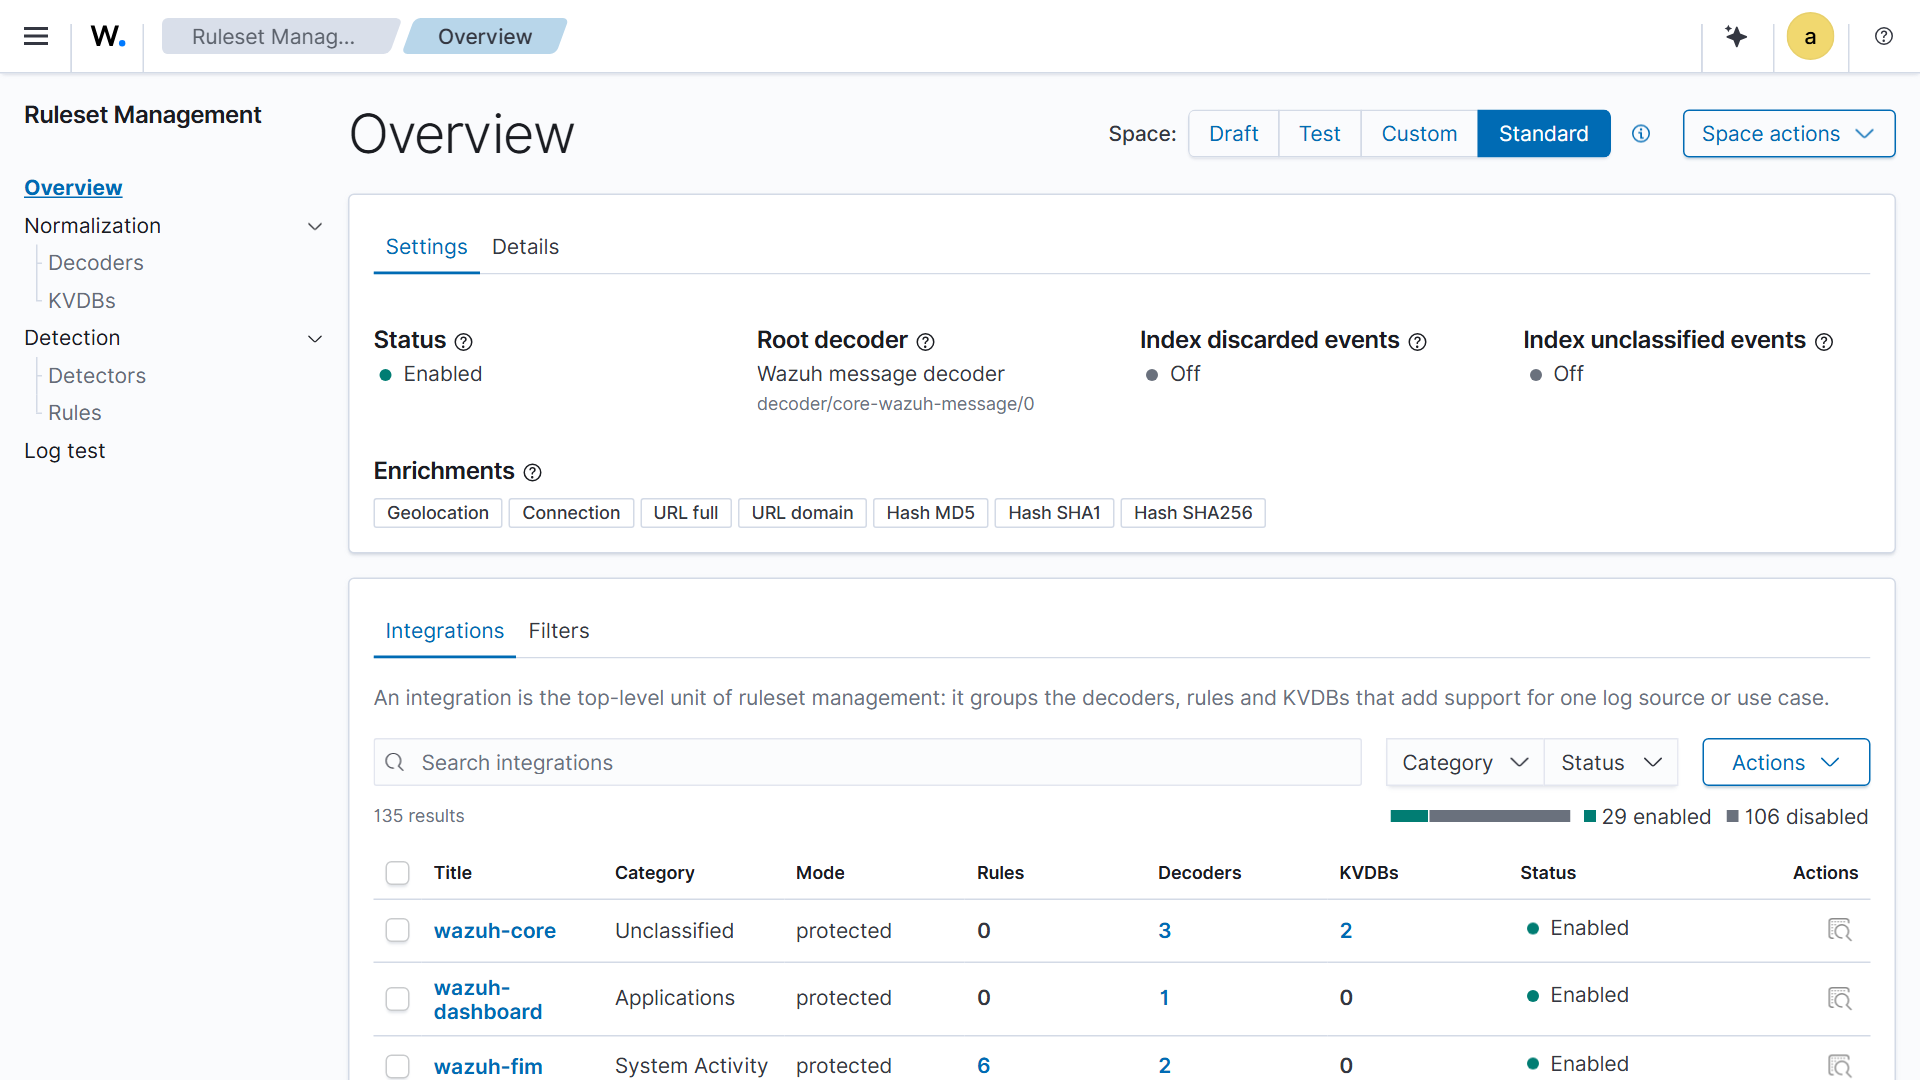 W.
Ruleset Manag...
Overview
a
Ruleset Management
Overview
Normalization
Decoders
KVDBs
Detection
Detectors
Rules
Log test
Overview
Space:
Draft
Test
Custom
Standard
Space actions
Settings
Details
Status
Enabled
Root decoder
Wazuh message decoder
decoder/core-wazuh-message/0
Index discarded events
Off
Index unclassified events
Off
Enrichments
Geolocation
Connection
URL full
URL domain
Hash MD5
Hash SHA1
Hash SHA256
Integrations
Filters
An integration is the top-level unit of ruleset management: it groups the decoders, rules and KVDBs that add support for one log source or use case.
Search integrations
Category
Status
Actions
135 results
29 enabled
106 disabled
Title Category Mode Rules Decoders KVDBs Status Actions
wazuh-core Unclassified protected 0 3 2 Enabled
wazuh-
dashboard Applications protected 0 1 0 Enabled
wazuh-fim System Activity protected 6 2 0 Enabled